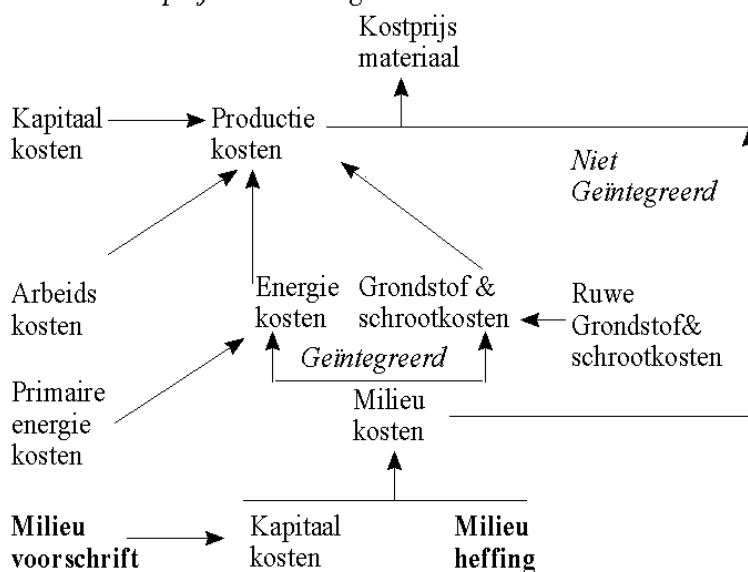 Kostprijs
materiaal
Kapitaal
kosten
Productie
kosten
Niet
Geïntegreerd
Arbeids
kosten
Energie
kosten
Grondstof &
schrootkosten
Ruwe
Grondstof&
schrootkosten
Geïntegreerd
Primaire
energie
kosten
Milieu
kosten
Milieu
voorschrift
Kapitaal
kosten
Milieu
heffing